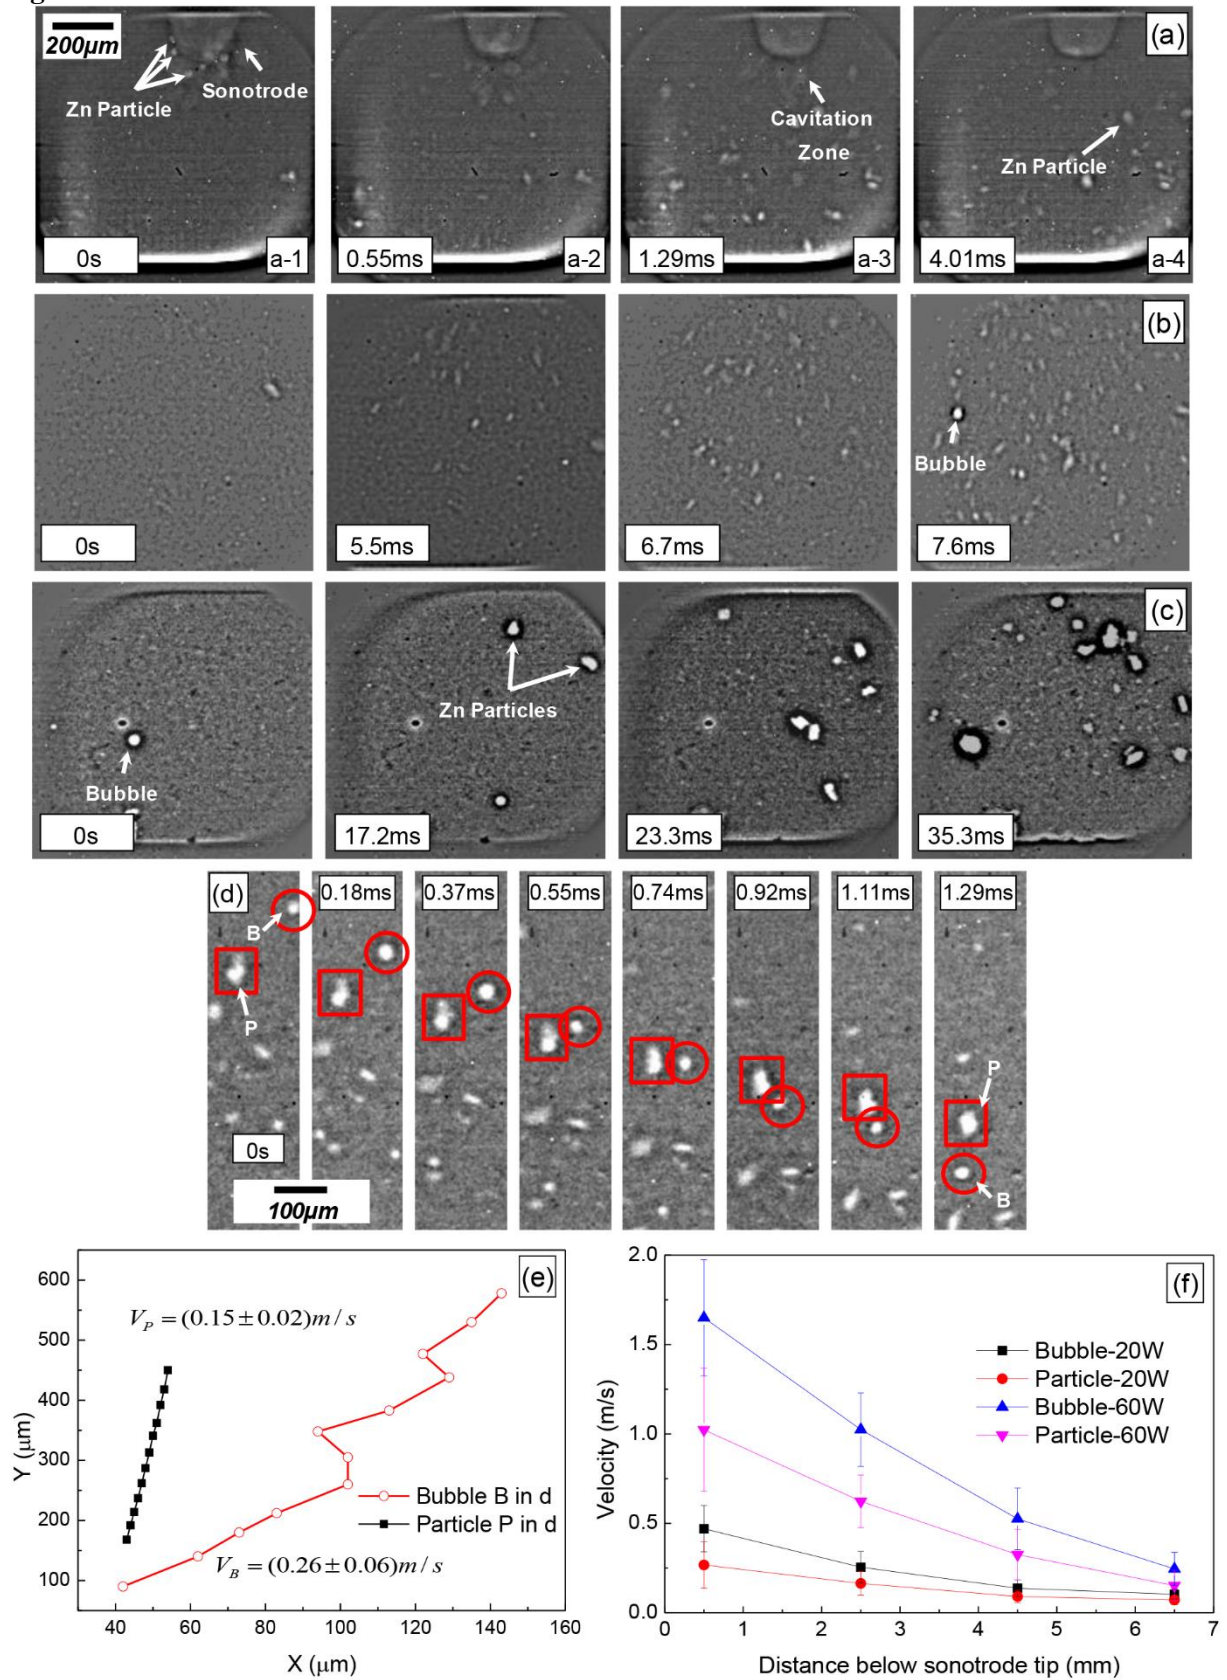 200µm
(a)
Zn Particle
Sonotrode
Cavitation
Zone
Zn Particle
0s
a-1
0.55ms
a-2
1.29ms
a-3
4.01ms
a-4
(b)
Bubble
0s
5.5ms
6.7ms
7.6ms
(c)
Zn Particles
Bubble
0s
17.2ms
23.3ms
35.3ms
(d)
0.18ms
0.37ms
0.55ms
0.74ms
0.92ms
1.11ms
1.29ms
B
P
P
B
0s
100µm
(e)
600
500
400
300
200
100
Y (µm)
V_P = (0.15 ± 0.02) m / s
Bubble B in d
Particle P in d
V_B = (0.26 ± 0.06) m / s
40 60 80 100 120 140 160
X (µm)
(f)
2.0
1.5
1.0
0.5
0.0
Velocity (m/s)
Bubble-20W
Particle-20W
Bubble-60W
Particle-60W
0 1 2 3 4 5 6 7
Distance below sonotrode tip (mm)